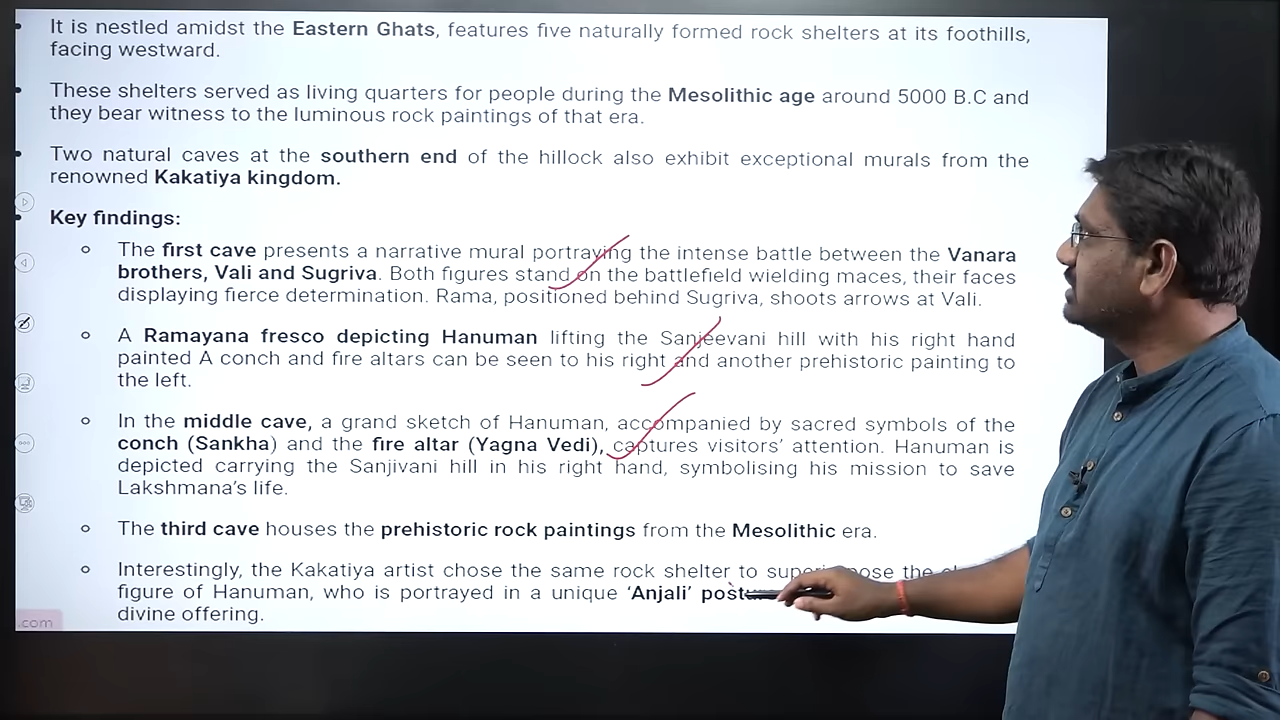 It is nestled amidst the Eastern Ghats, features five naturally formed rock shelters at its foothills,
facing westward.
These shelters served as living quarters for people during the Mesolithic age around 5000 B.C and
they bear witness to the luminous rock paintings of that era.
Two natural caves at the southern end of the hillock also exhibit exceptional murals from the
renowned Kakatiya kingdom.
Key findings:
The first cave presents a narrative mural portraying the intense battle between the Vanara
brothers, Vali and Sugriva. Both figures stand on the battlefield wielding maces, their faces
displaying fierce determination. Rama, positioned behind Sugriva, shoots arrows at Vali.
A Ramayana fresco depicting Hanuman lifting the Sanjeevani hill with his right hand
painted A conch and fire altars can be seen to his right and another prehistoric painting to
the left.
In the middle cave, a grand sketch of Hanuman, accompanied by sacred symbols of the
conch (Sankha) and the fire altar (Yagna Vedi), captures visitors' attention. Hanuman is
depicted carrying the Sanjivani hill in his right hand, symbolising his mission to save
Lakshmana's life.
The third cave houses the prehistoric rock paintings from the Mesolithic era.
Interestingly, the Kakatiya artist chose the same rock shelter to superimpose the
figure of Hanuman, who is portrayed in a unique 'Anjali' posture
divine offering.
.com